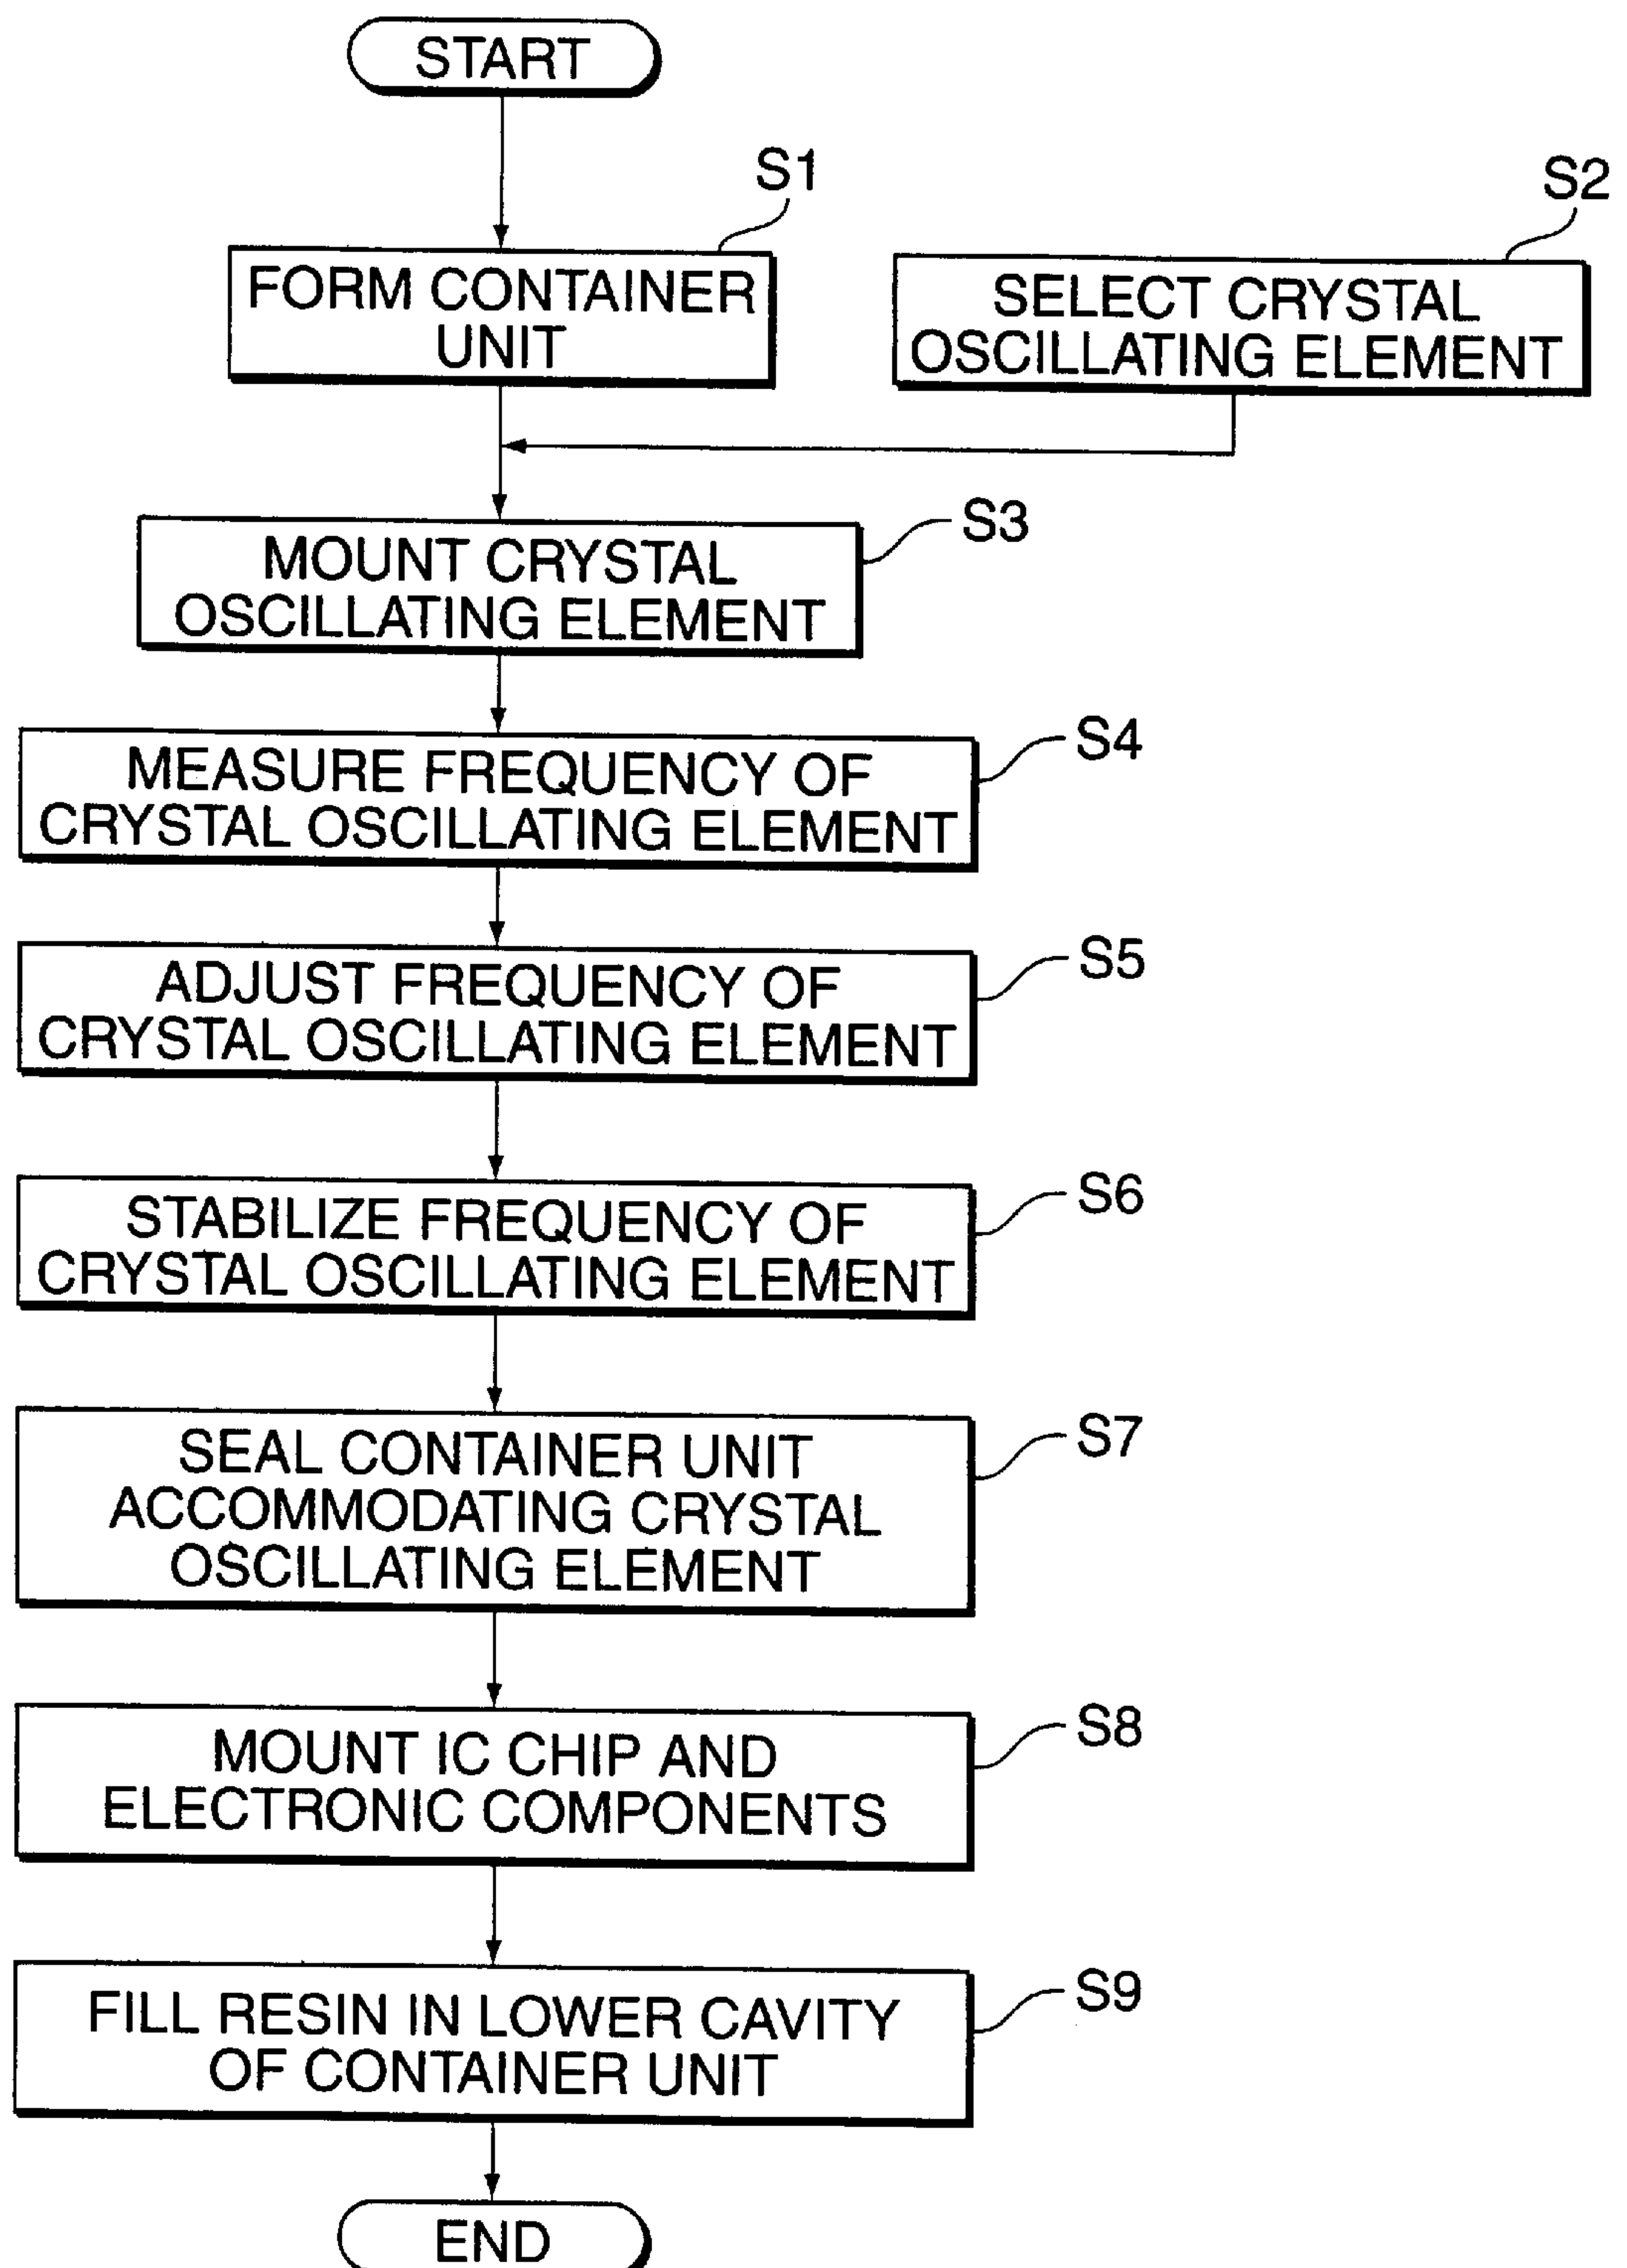 START
S1
FORM CONTAINER
UNIT
S2
SELECT CRYSTAL
OSCILLATING ELEMENT
S3
MOUNT CRYSTAL
OSCILLATING ELEMENT
S4
MEASURE FREQUENCY OF
CRYSTAL OSCILLATING ELEMENT
S5
ADJUST FREQUENCY OF
CRYSTAL OSCILLATING ELEMENT
S6
STABILIZE FREQUENCY OF
CRYSTAL OSCILLATING ELEMENT
S7
SEAL CONTAINER UNIT
ACCOMMODATING CRYSTAL
OSCILLATING ELEMENT
S8
MOUNT IC CHIP AND
ELECTRONIC COMPONENTS
S9
FILL RESIN IN LOWER CAVITY
OF CONTAINER UNIT
END